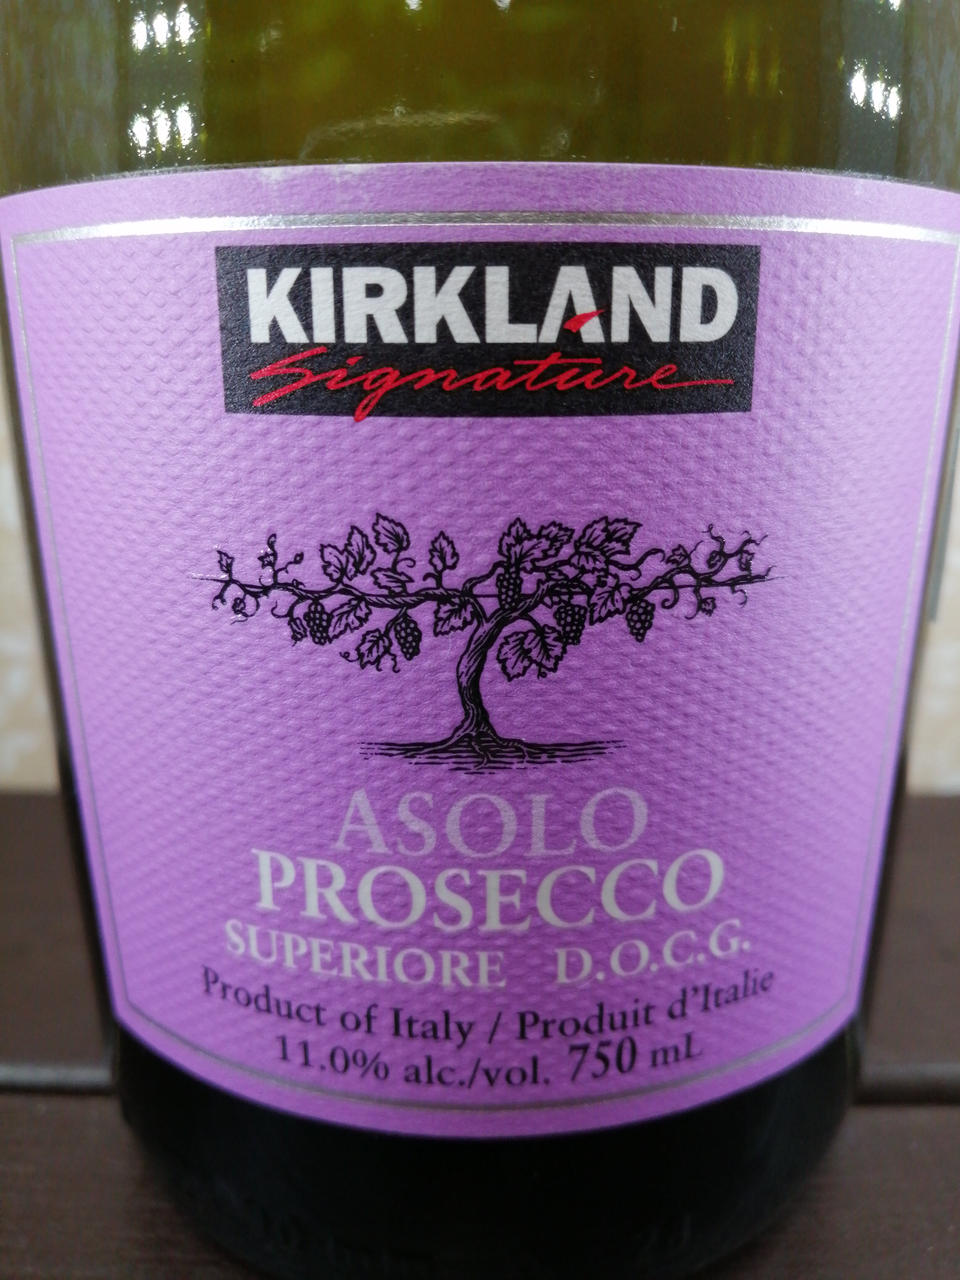 KIRKLAND
Signature
ASOLO
PROSECCO
SUPERIORE D.O.C.G.
Product of Italy / Produit d'Italie
11.0% alc./vol. 750 mL